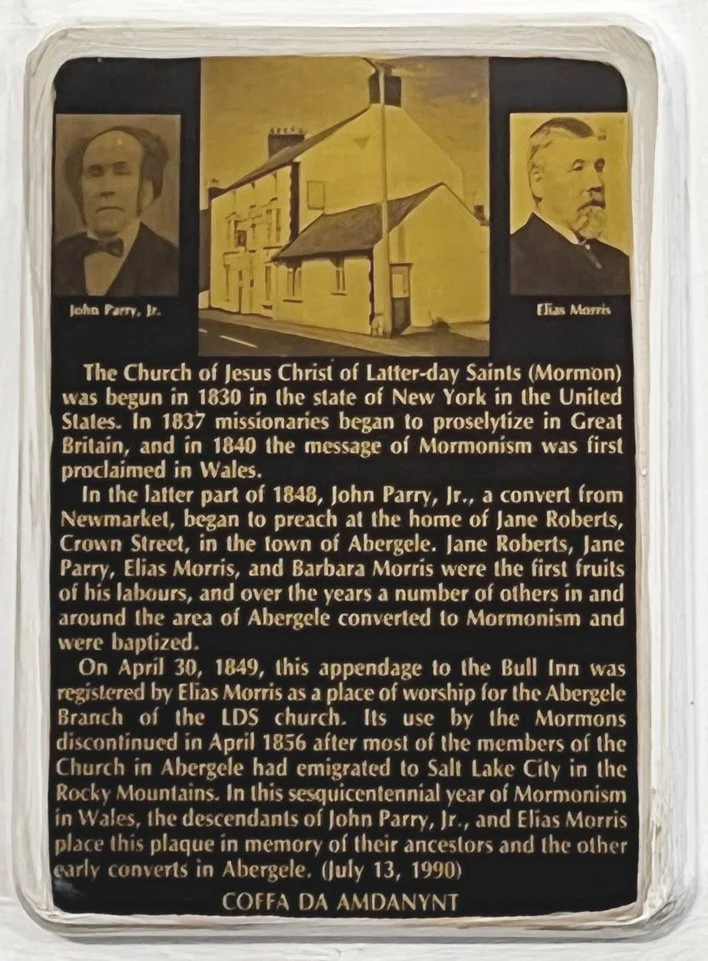 John Parry, Jr.
Elias Morris
The Church of Jesus Christ of Latter-day Saints (Mormon)
was begun in 1830 in the state of New York in the United
States. In 1837 missionaries began to proselytize in Great
Britain, and in 1840 the message of Mormonism was first
proclaimed in Wales.
In the latter part of 1848, John Parry, Jr., a convert from
Newmarket, began to preach at the home of Jane Roberts,
Crown Street, in the town of Abergele. Jane Roberts, Jane
Parry, Elias Morris, and Barbara Morris were the first fruits
of his labours, and over the years a number of others in and
around the area of Abergele converted to Mormonism and
were baptized.
On April 30, 1849, this appendage to the Bull Inn was
registered by Elias Morris as a place of worship for the Abergele
Branch of the LDS church. Its use by the Mormons
discontinued in April 1856 after most of the members of the
Church in Abergele had emigrated to Salt Lake City in the
Rocky Mountains. In this sesquicentennial year of Mormonism
in Wales, the descendants of John Parry, Jr., and Elias Morris
place this plaque in memory of their ancestors and the other
early converts in Abergele. (July 13, 1990)
COFFA DA AMDANYNT